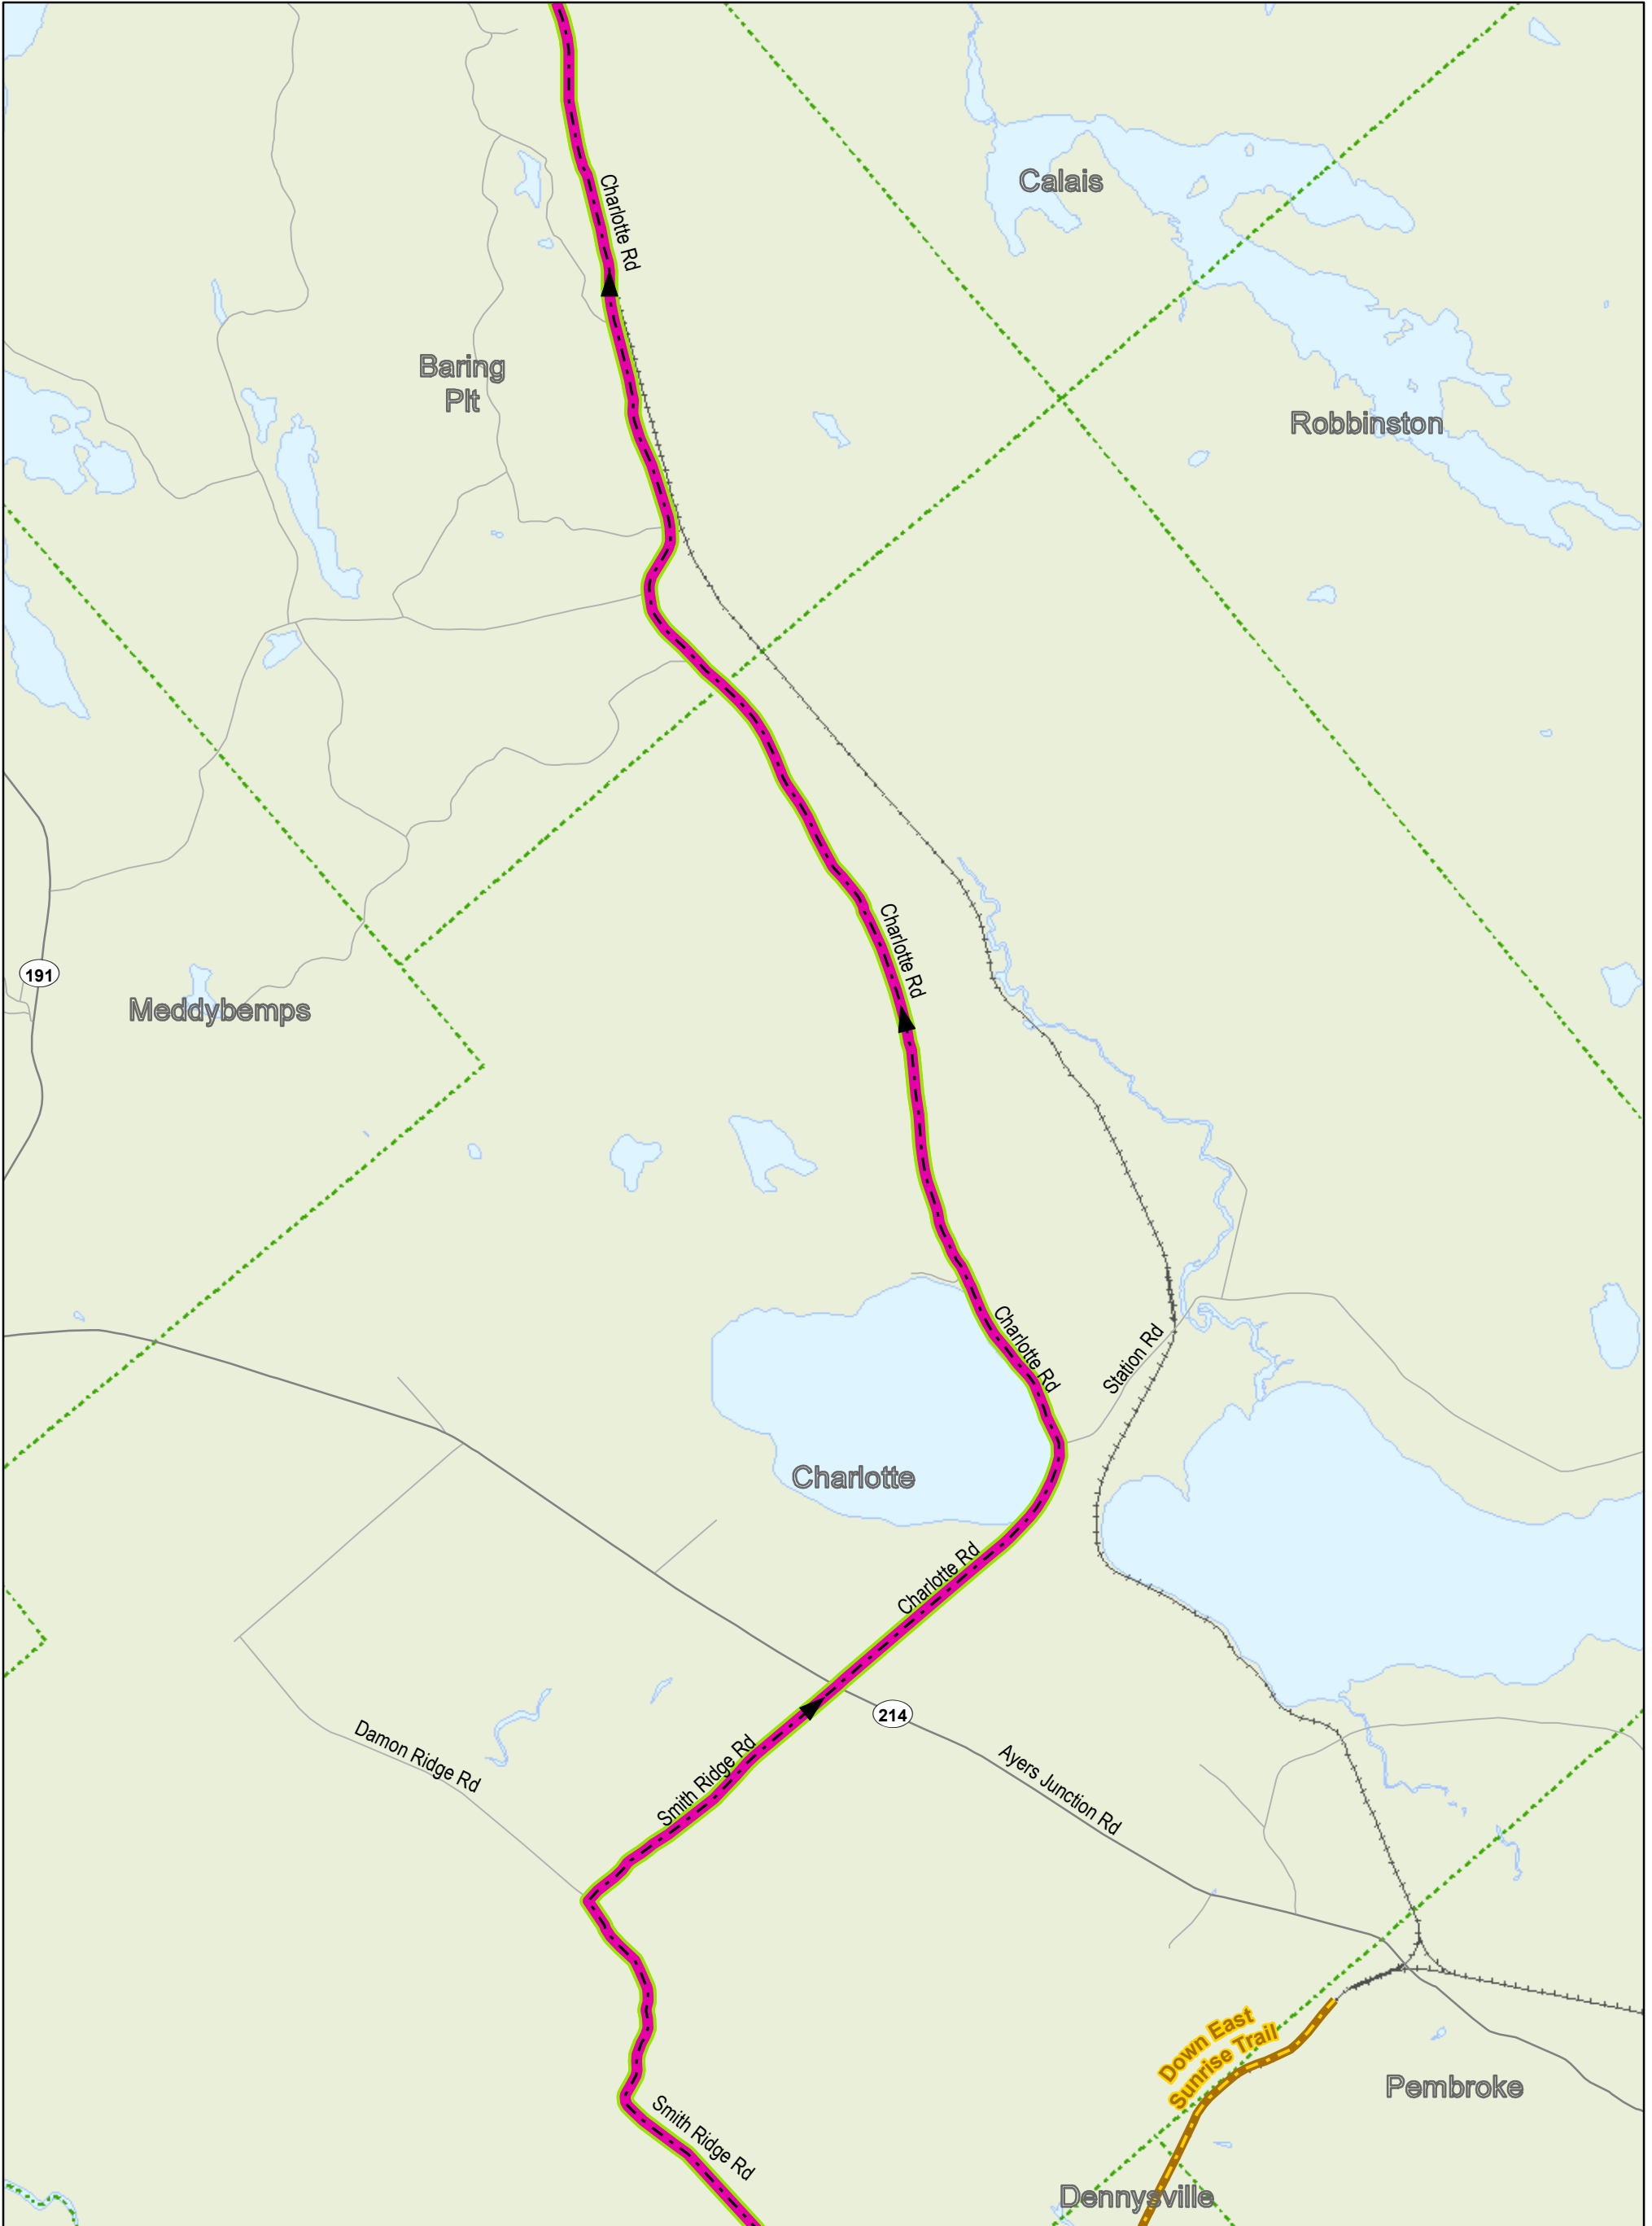 Charlotte Rd
Calais
Baring
Plt
Robbinston
Charlotte Rd
191
Meddybemps
Charlotte Rd
Station Rd
Charlotte
Charlotte Rd
214
Smith Ridge Rd
Damon Ridge Rd
Ayers Junction Rd
Down East
Sunrise Trail
Pembroke
Smith Ridge Rd
Dennysville